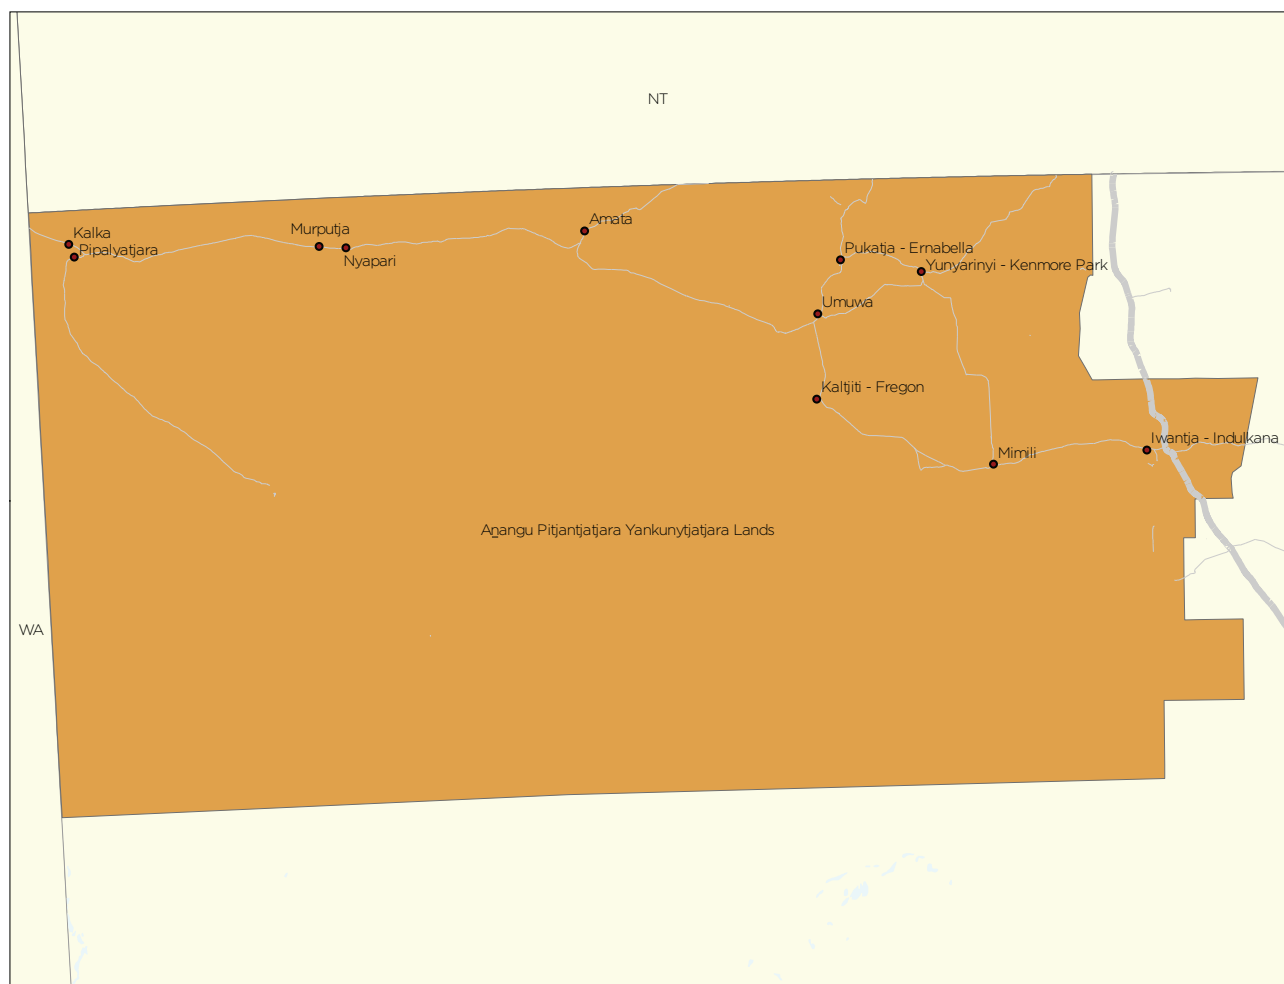 NT
Amata
Kalka
Murputja
Pukatja - Ernabella
Pipalyatjara
Nyapari
Yunyarinyi - Kenmore Park
Umuwa
Kaltjiti - Fregon
Iwantja - Indulkana
Mimili
Aṉangu Pitjantjatjara Yankunytjatjara Lands
WA